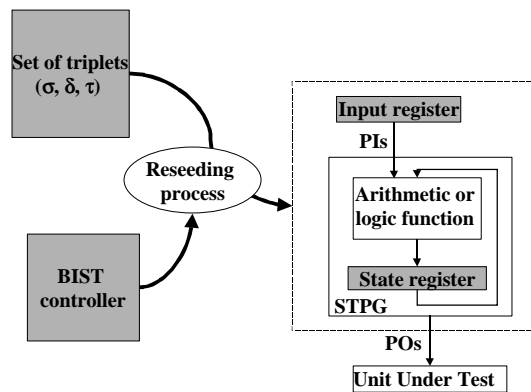 Set of triplets
(σ, δ, τ)
Input register
PIs
Reseeding
process
Arithmetic or
logic function
BIST
controller
State register
STPG
POs
Unit Under Test